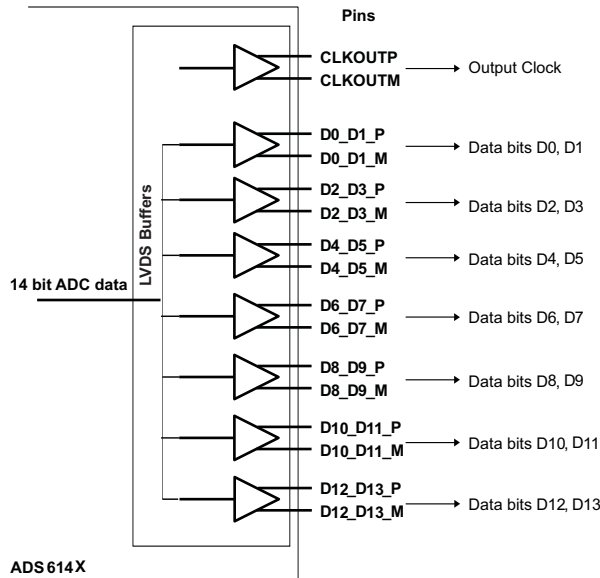 Pins
CLKOUTP
CLKOUTM
Output Clock
D0_D1_P
D0_D1_M
Data bits D0, D1
D2_D3_P
D2_D3_M
Data bits D2, D3
LVDS Buffers
D4_D5_P
D4_D5_M
Data bits D4, D5
14 bit ADC data
D6_D7_P
D6_D7_M
Data bits D6, D7
D8_D9_P
D8_D9_M
Data bits D8, D9
D10_D11_P
D10_D11_M
Data bits D10, D11
D12_D13_P
D12_D13_M
Data bits D12, D13
ADS614X